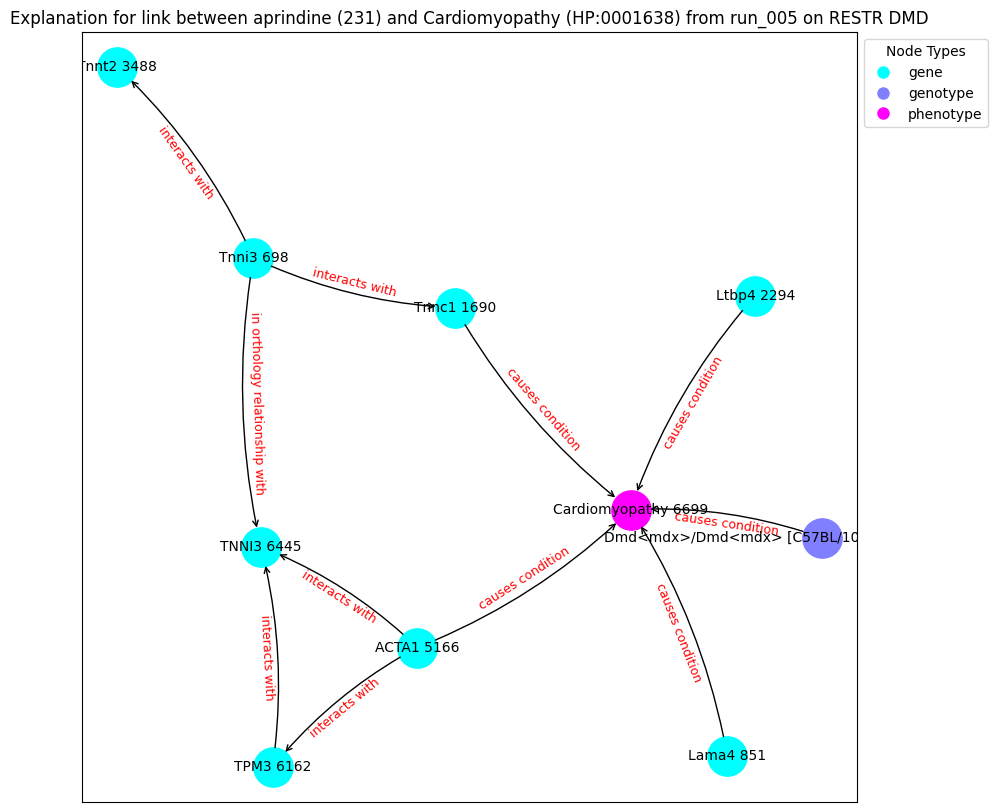 Explanation for link between aprindine (231) and Cardiomyopathy (HP:0001638) from run_005 on RESTR DMD
Node Types
gene
genotype
phenotype
Tnnt2 3488
interacts with
Tnni3 698
interacts with
Tnnc1 1690
Ltbp4 2294
in orthology relationship with
causes condition
causes condition
Cardiomyopathy 6699
causes condition
Dmd<mdx>/Dmd<mdx> [C57BL/10
TNNI3 6445
interacts with
causes condition
causes condition
interacts with
ACTA1 5166
interacts with
TPM3 6162
Lama4 851